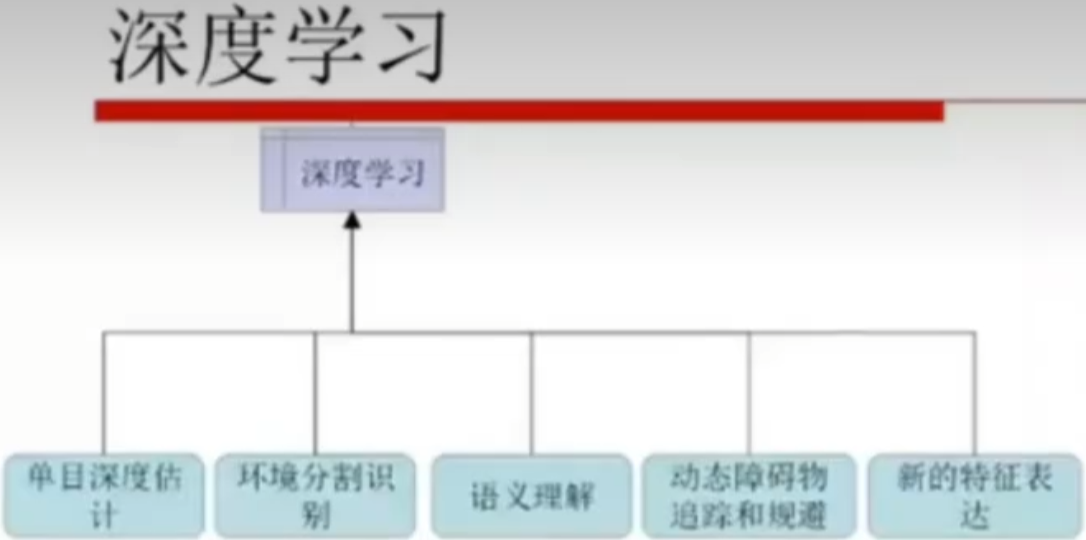 深度学习
深度学习
单目深度估
计
环境分割识
别
语义理解
动态障碍物
追踪和规避
新的特征表
达